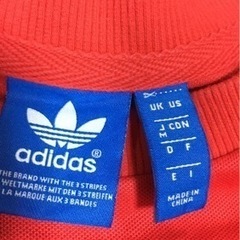 adidas®
THE BRAND WITH THE 3 STRIPES
WELTMARKE MIT DEN 3 STREIFEN
LA MARQUE AUX 3 BANDES
UK US
J CDN
M
D F
E I
MADE IN
CHINA